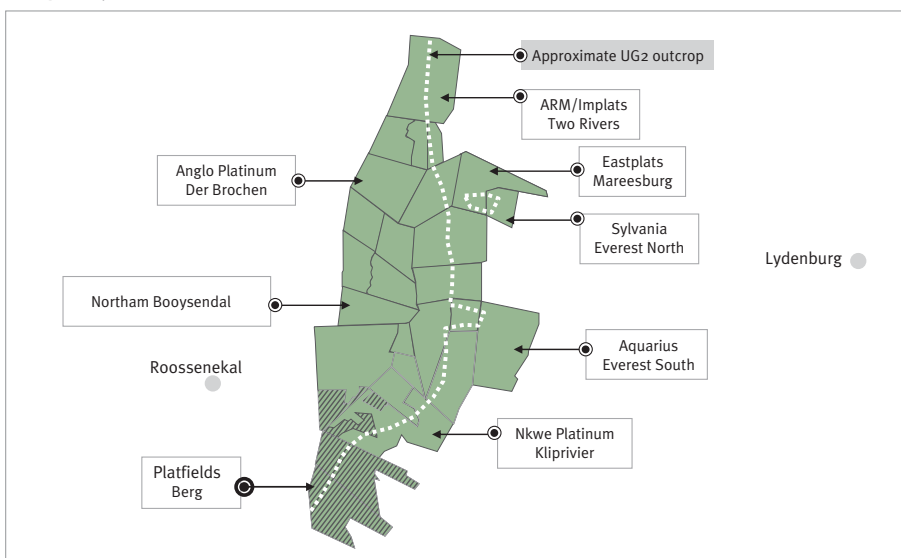 Approximate UG2 outcrop
ARM/Implats
Two Rivers
Anglo Platinum
Der Brochen
Eastplats
Mareesburg
Sylvania
Everest North
Lydenburg
Northam Booysendal
Roossenekal
Aquarius
Everest South
Nkwe Platinum
Kliprivier
Platfields
Berg